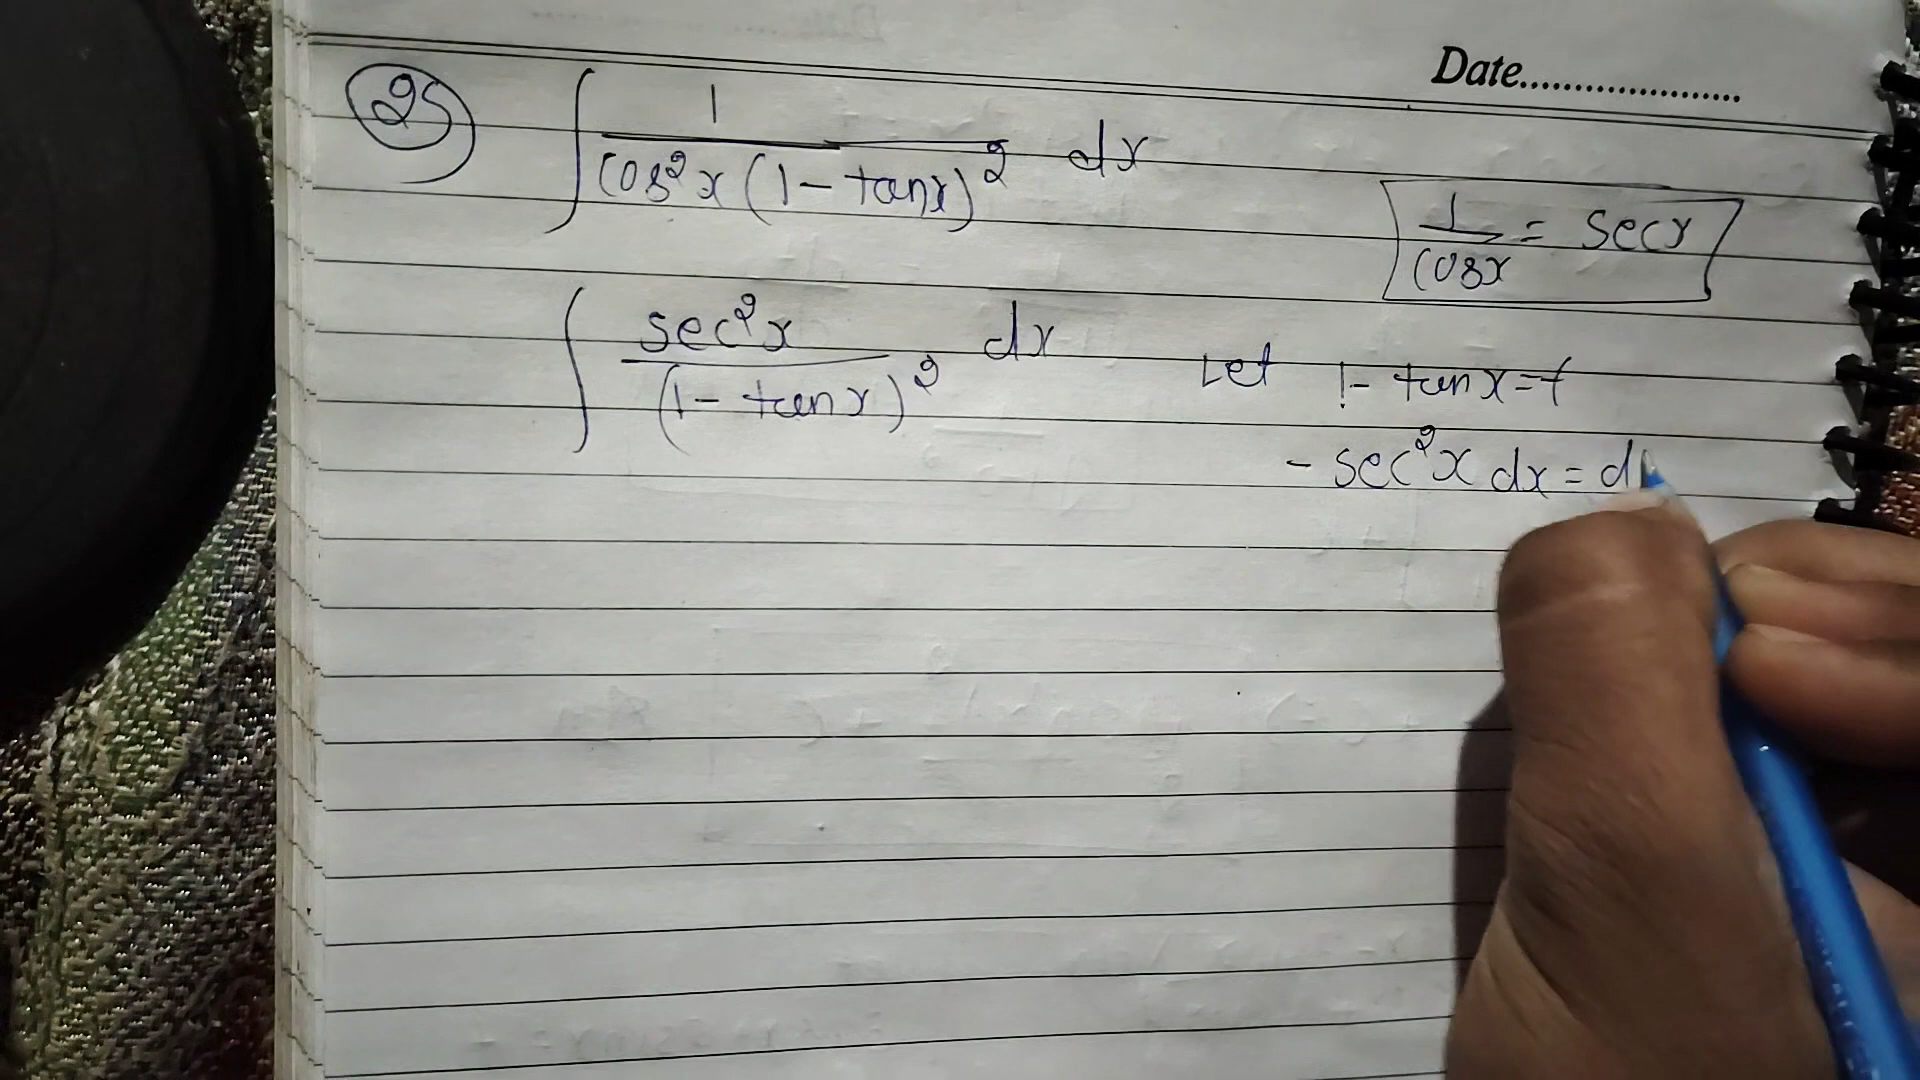 Date.....................
25 ∫ 1/(cos²x (1 - tanx)²) dx
1/cosx = secx
∫ sec²x/(1 - tanx)² dx
Let 1 - tanx = t
- sec²x dx = d